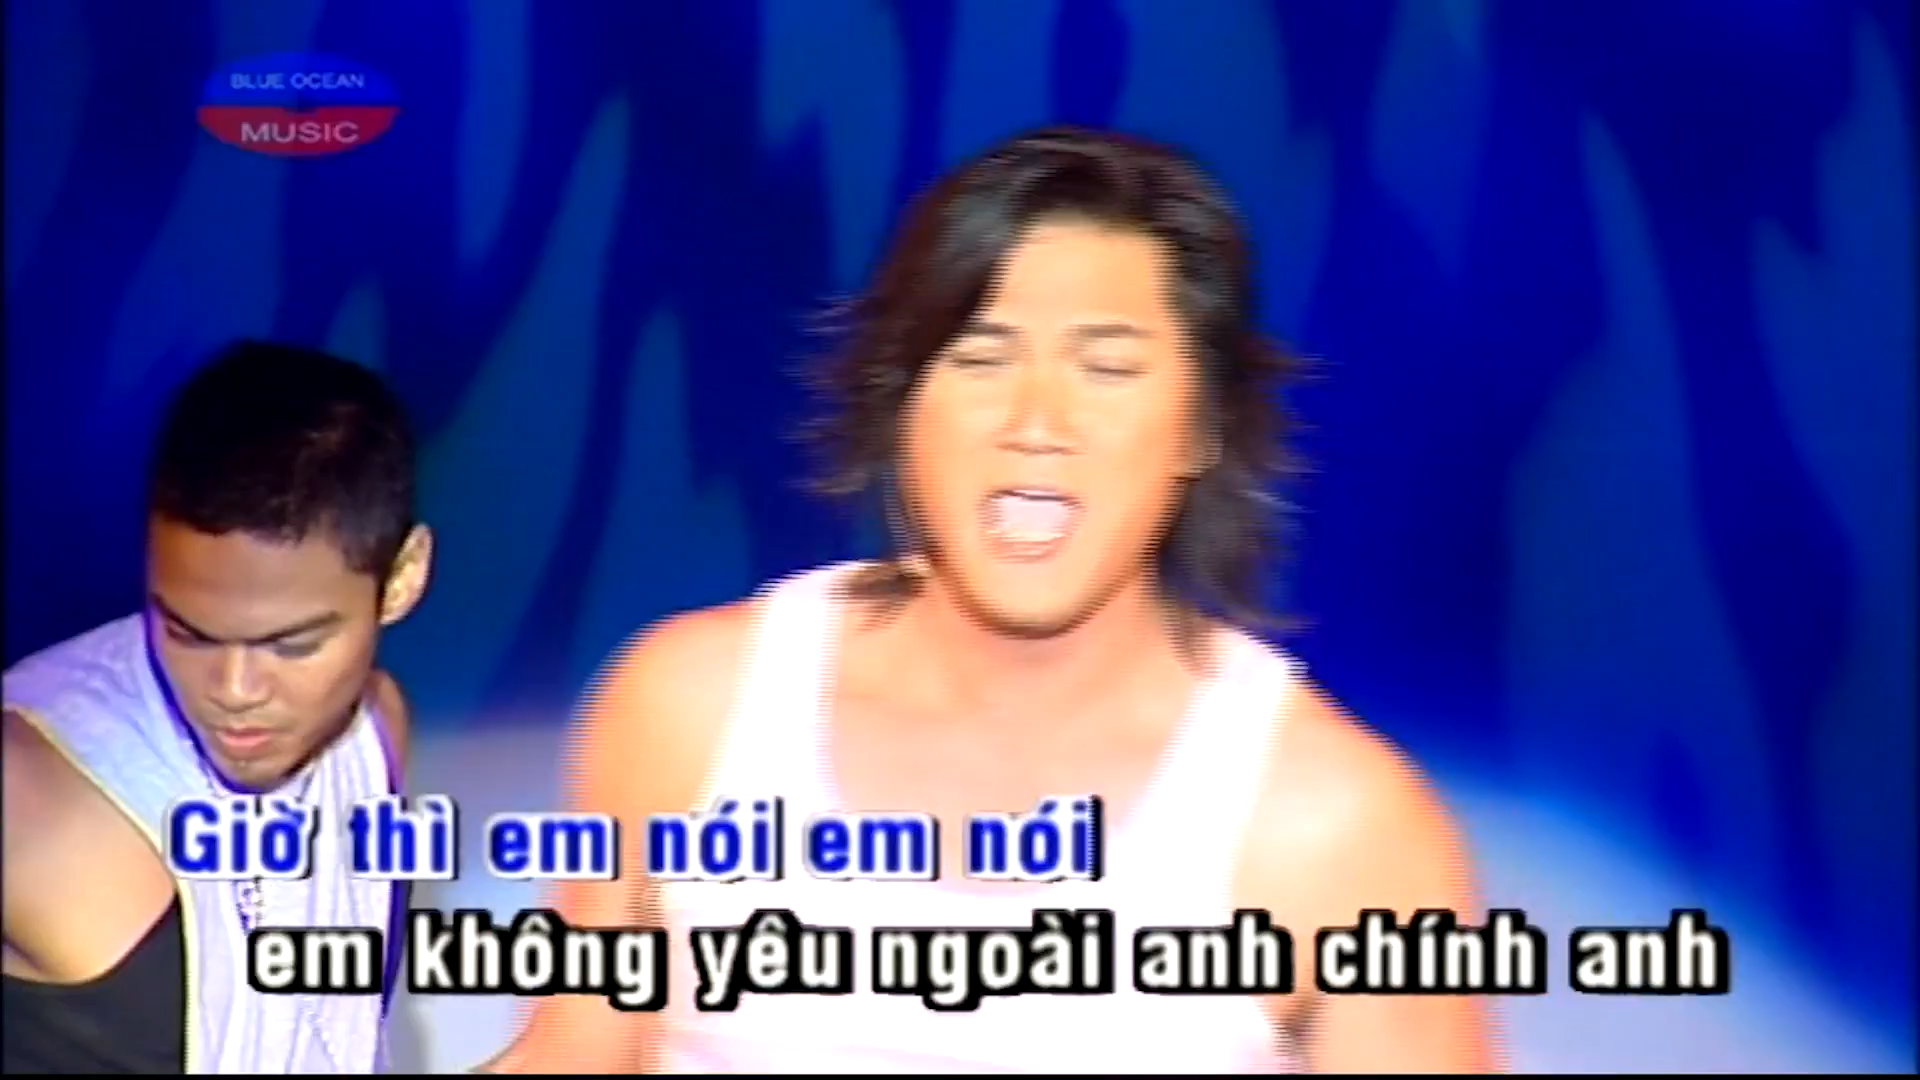 BLUE OCEAN
MUSIC
Giờ thì em nói em nói
em không yêu ngoài anh chính anh